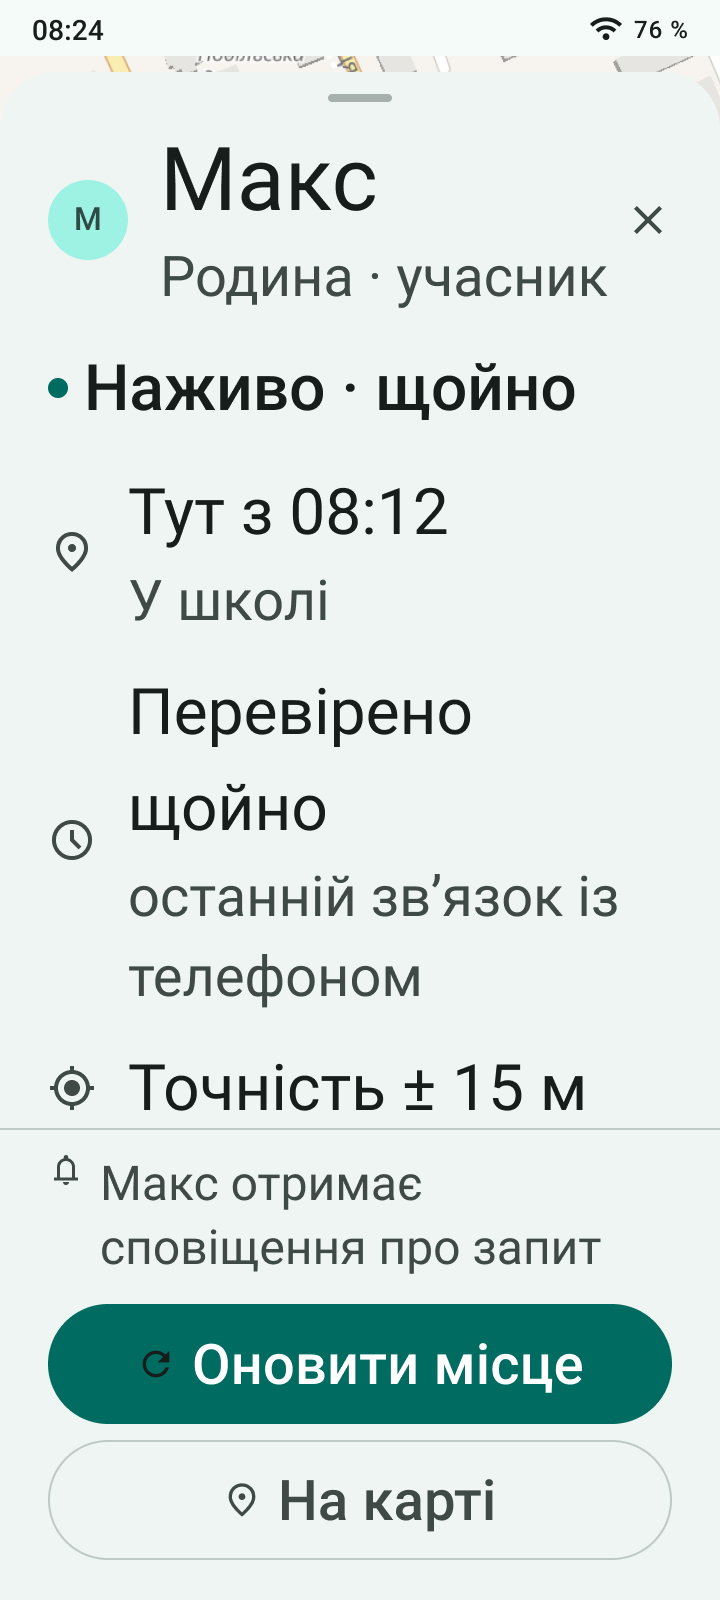 08:24
76 %
М
Макс
Родина · учасник
Наживо · щойно
Тут з 08:12
У школі
Перевірено
щойно
останній зв’язок із
телефоном
Точність ± 15 м
Макс отримає
сповіщення про запит
Оновити місце
На карті